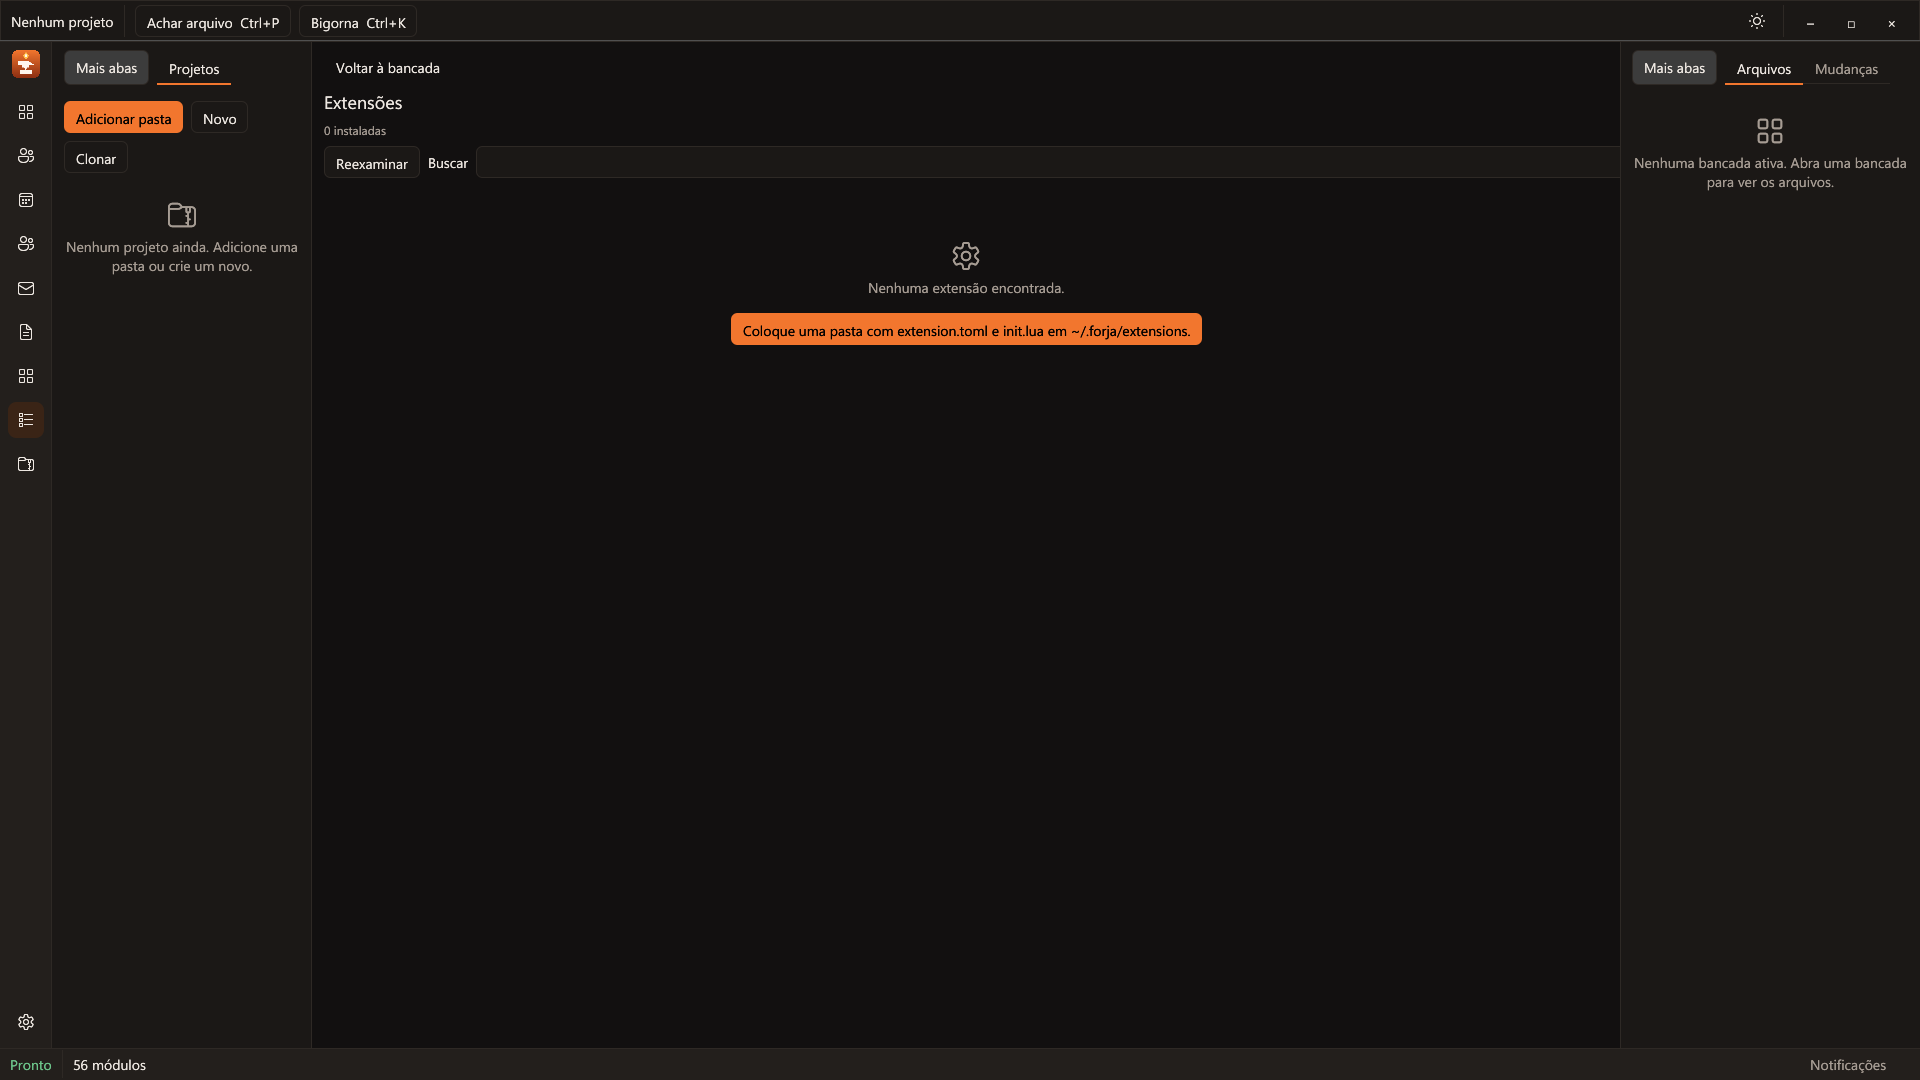 Nenhum projeto
Achar arquivo Ctrl+P
Bigorna Ctrl+K
Mais abas
Projetos
Adicionar pasta
Novo
Clonar
Nenhum projeto ainda. Adicione uma
pasta ou crie um novo.
Voltar à bancada
Extensões
0 instaladas
Reexaminar
Buscar
Nenhuma extensão encontrada.
Coloque uma pasta com extension.toml e init.lua em ~/.forja/extensions.
Mais abas
Arquivos
Mudanças
Nenhuma bancada ativa. Abra uma bancada
para ver os arquivos.
Pronto
56 módulos
Notificações